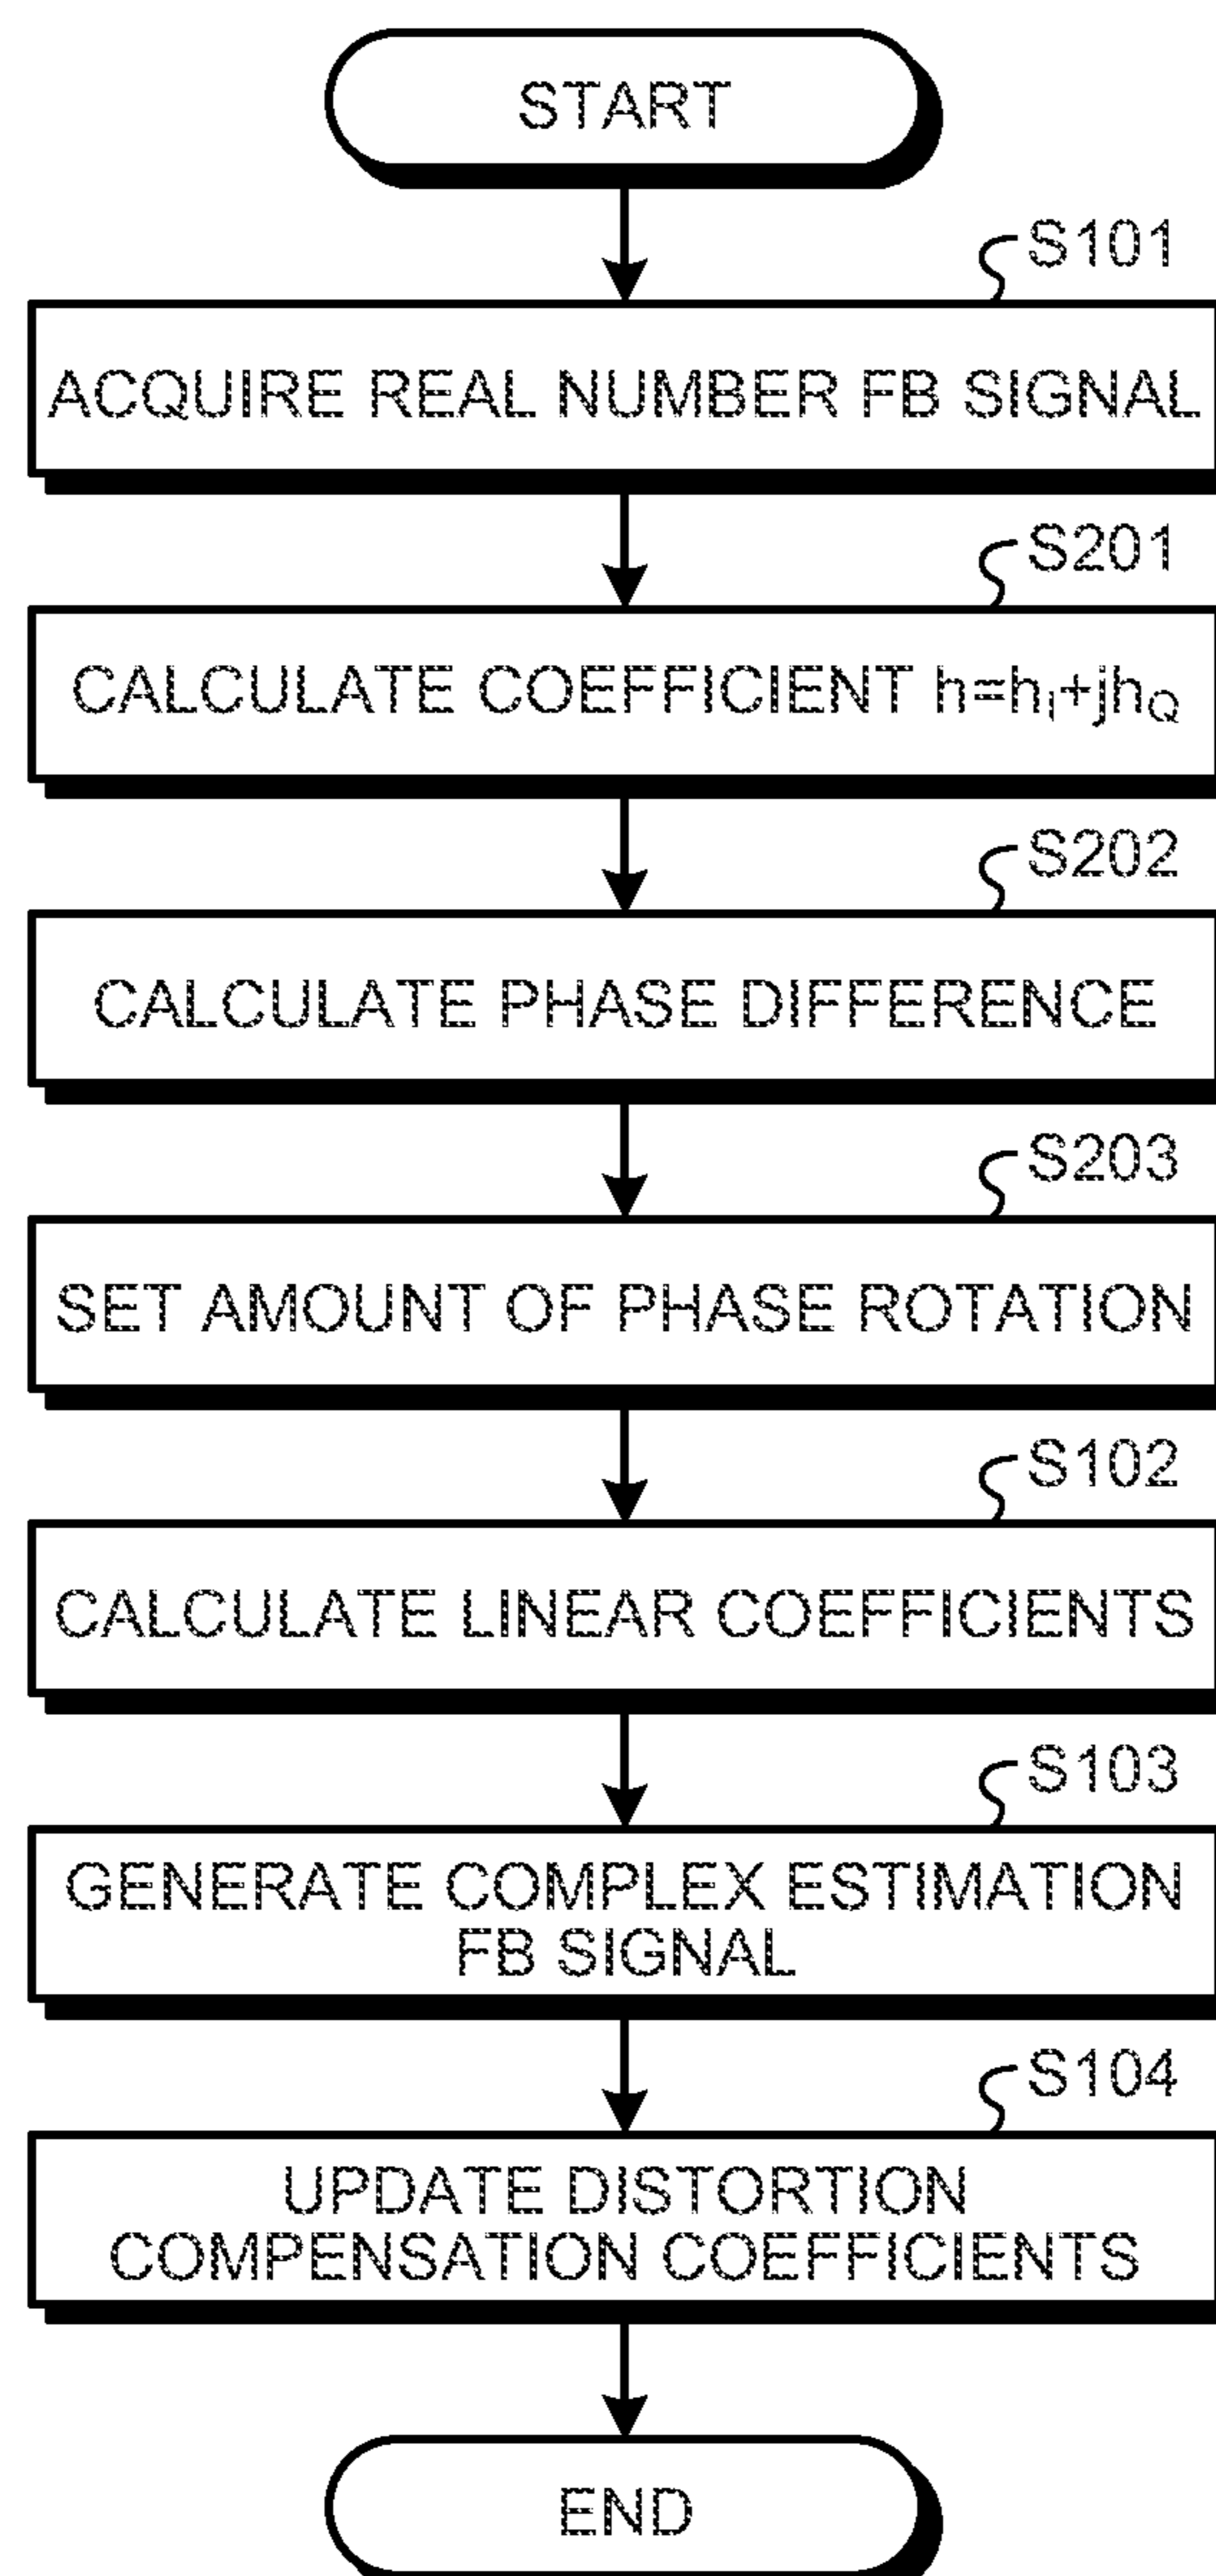 START
S101
ACQUIRE REAL NUMBER FB SIGNAL
S201
CALCULATE COEFFICIENT h=hI+jhQ
S202
CALCULATE PHASE DIFFERENCE
S203
SET AMOUNT OF PHASE ROTATION
S102
CALCULATE LINEAR COEFFICIENTS
S103
GENERATE COMPLEX ESTIMATION
FB SIGNAL
S104
UPDATE DISTORTION
COMPENSATION COEFFICIENTS
END